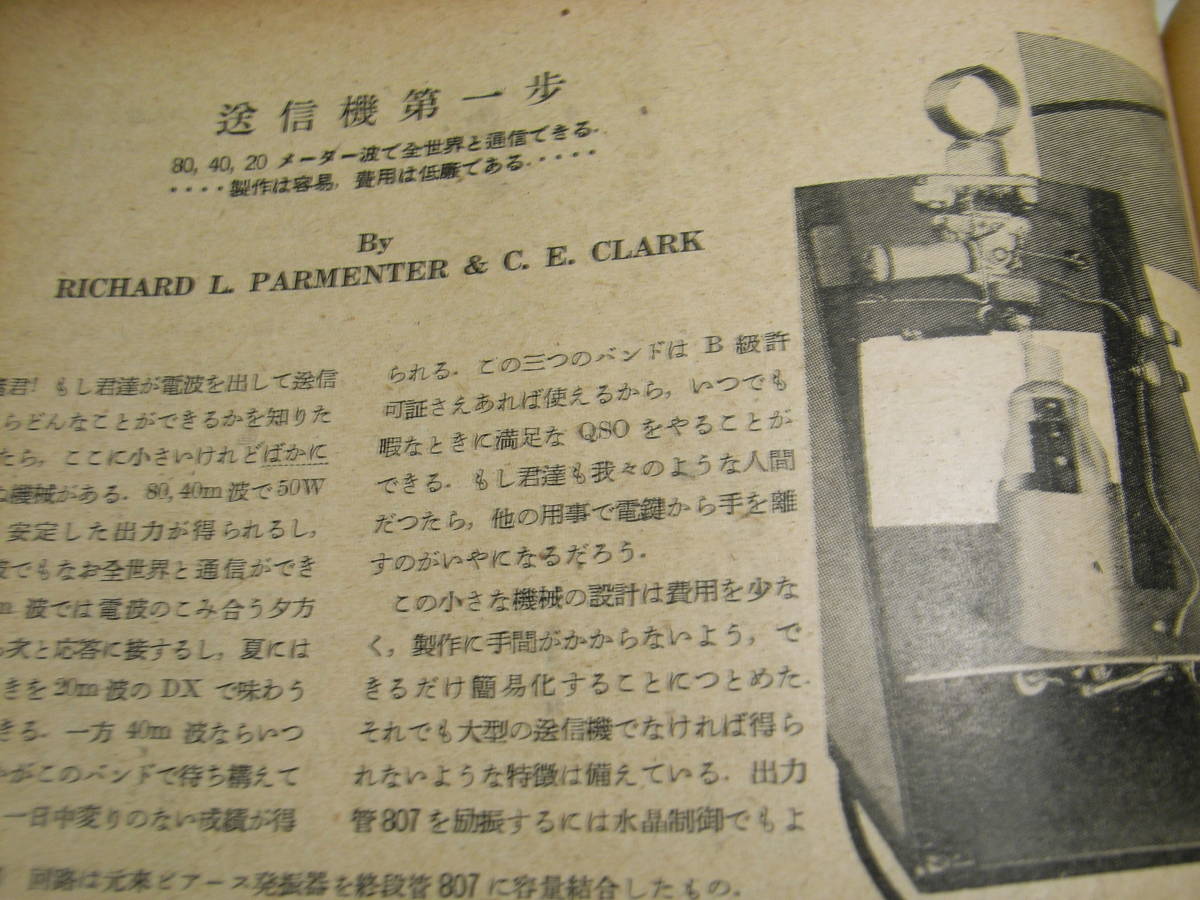 送信機第一歩
80, 40, 20 メーター波で全世界と通信できる.
‥‥製作は容易, 費用は低廉である.‥‥
By
RICHARD L. PARMENTER & C. E. CLARK
君! もし君達が電波を出して送信
らどんなことができるかを知りた
たら, ここに小さいけれどばかに
機械がある. 80, 40m 波で 50W
安定した出力が得られるし,
波でもなお全世界と通信ができ
m 波では電波のこみ合う夕方
次と応答に接するし, 夏には
きを 20m 波の DX で味わう
きる. 一方 40m 波ならいつ
かがこのバンドで待ち構えて
一日中変りのない成績が得
られる. この三つのバンドは B 級許
可証さえあれば使えるから, いつでも
暇なときに満足な QSO をやることが
できる. もし君達も我々のような人間
だつたら, 他の用事で電鍵から手を離
すのがいやになるだろう.
この小さな機械の設計は費用を少な
く, 製作に手間がかからないよう, で
きるだけ簡易化することにつとめた.
それでも大型の送信機でなければ得ら
れないような特徴は備えている. 出力
管 807 を励振するには水晶制御でもよ
回路は元来ピアース発振器を終段管 807 に容量結合したもの.